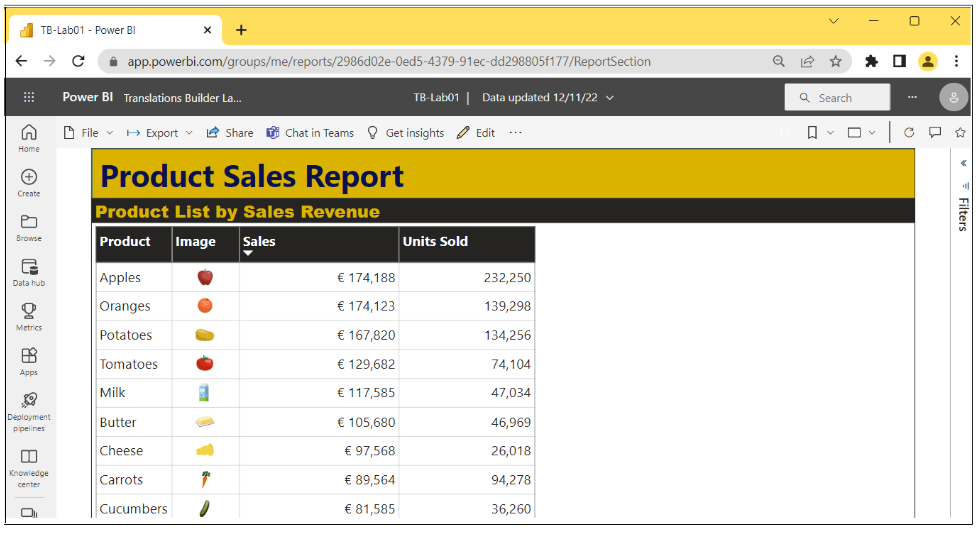 TB-Lab01 - Power BI
app.powerbi.com/groups/me/reports/2986d02e-0ed5-4379-91ec-dd298805f177/ReportSection
Power BI Translations Builder La... TB-Lab01 | Data updated 12/11/22 Search
File Export Share Chat in Teams Get insights Edit
Home
Create
Browse
Data hub
Metrics
Apps
Deployment
pipelines
Knowledge
center
Product Sales Report
Product List by Sales Revenue
Product Image Sales Units Sold
Apples € 174,188 232,250
Oranges € 174,123 139,298
Potatoes € 167,820 134,256
Tomatoes € 129,682 74,104
Milk € 117,585 47,034
Butter € 105,680 46,969
Cheese € 97,568 26,018
Carrots € 89,564 94,278
Cucumbers € 81,585 36,260
Filters